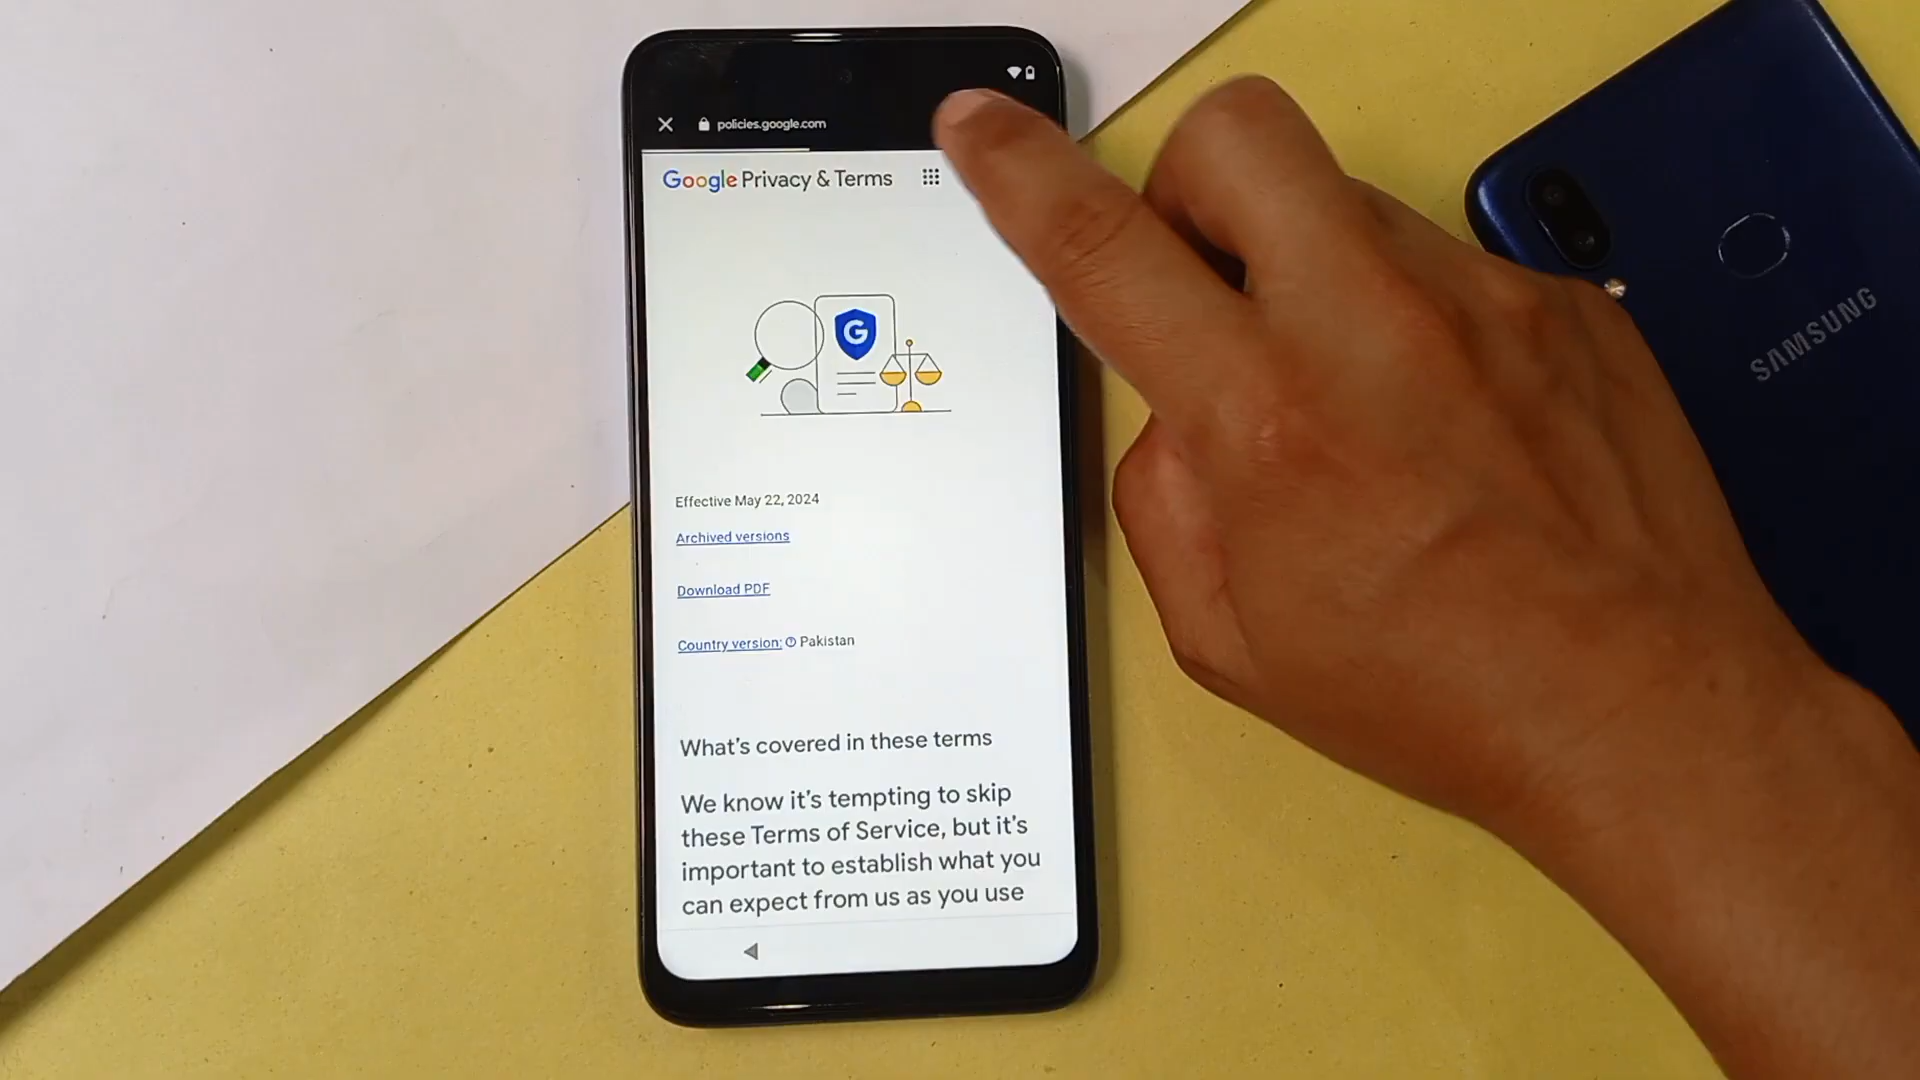 policies.google.com
Google Privacy & Terms
G
Effective May 22, 2024
Archived versions
Download PDF
Country version: Pakistan
What's covered in these terms
We know it's tempting to skip
these Terms of Service, but it's
important to establish what you
can expect from us as you use
SAMSUNG